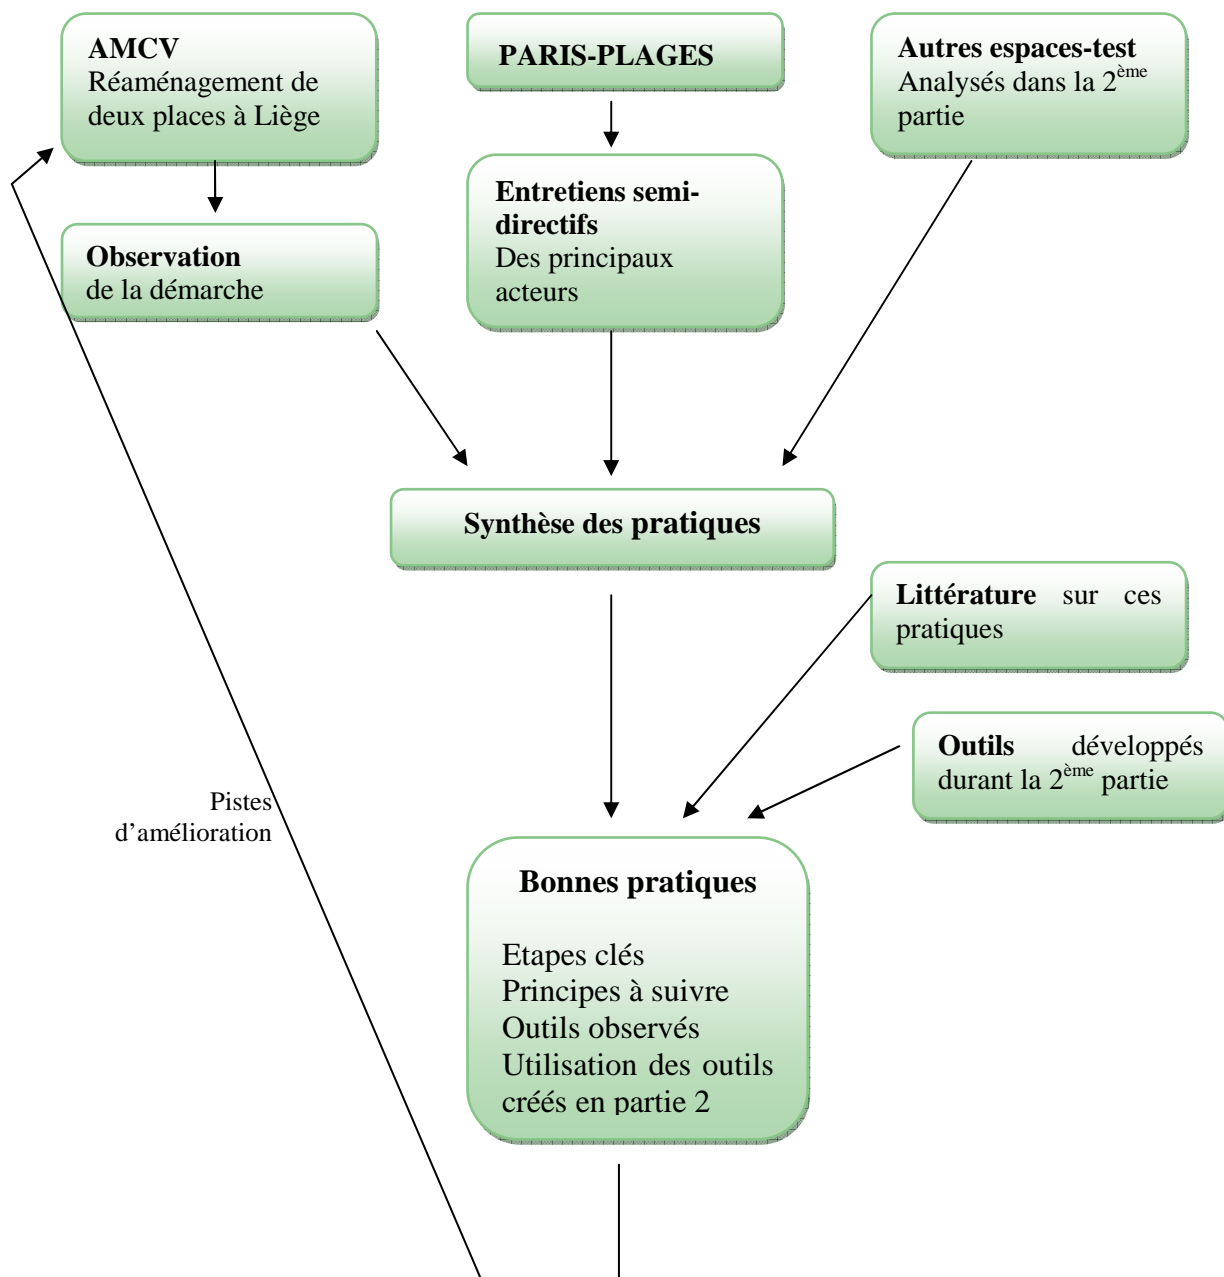 AMCV
Réaménagement de
deux places à Liège
PARIS-PLAGES
Autres espaces-test
Analysés dans la 2ème
partie
Observation
de la démarche
Entretiens semi-
directifs
Des principaux
acteurs
Synthèse des pratiques
Littérature sur ces
pratiques
Outils développés
durant la 2ème partie
Pistes
d’amélioration
Bonnes pratiques
Etapes clés
Principes à suivre
Outils observés
Utilisation des outils
créés en partie 2